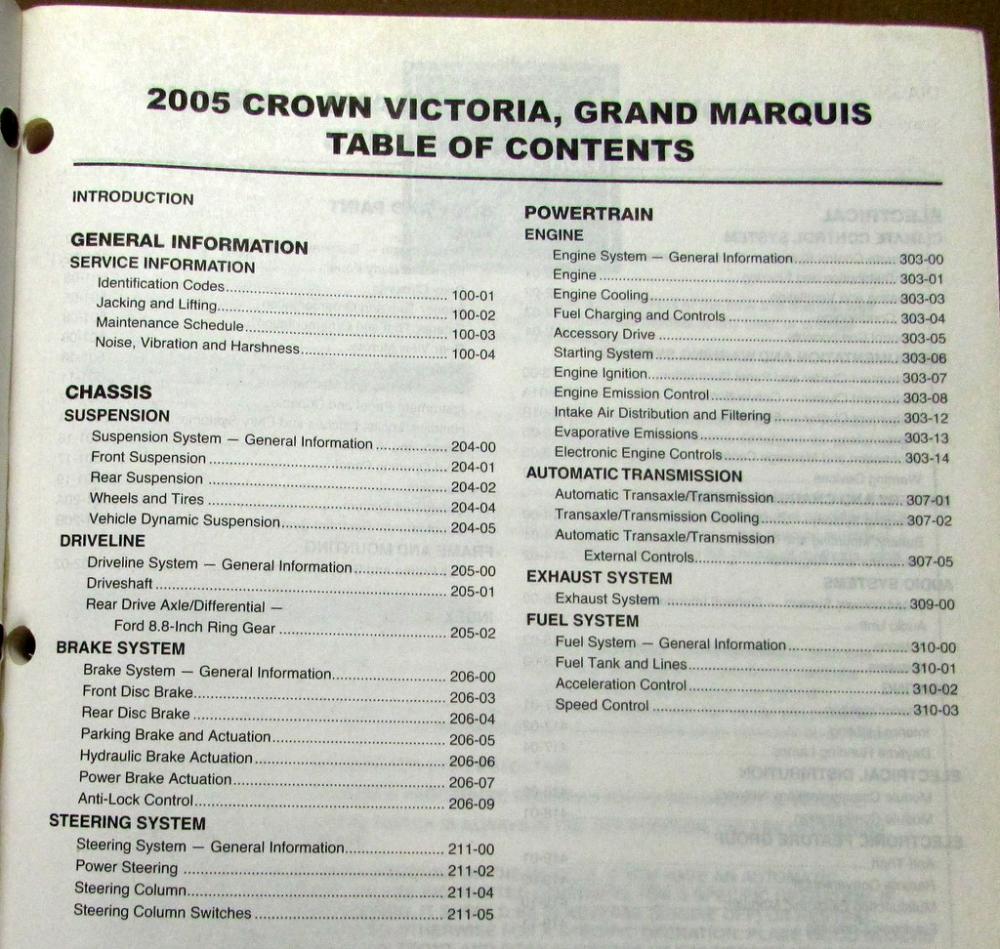 2005 CROWN VICTORIA, GRAND MARQUIS
TABLE OF CONTENTS
INTRODUCTION
GENERAL INFORMATION
SERVICE INFORMATION
Identification Codes 100-01
Jacking and Lifting 100-02
Maintenance Schedule 100-03
Noise, Vibration and Harshness 100-04
CHASSIS
SUSPENSION
Suspension System — General Information 204-00
Front Suspension 204-01
Rear Suspension 204-02
Wheels and Tires 204-04
Vehicle Dynamic Suspension 204-05
DRIVELINE
Driveline System — General Information 205-00
Driveshaft 205-01
Rear Drive Axle/Differential —
Ford 8.8-Inch Ring Gear 205-02
BRAKE SYSTEM
Brake System — General Information 206-00
Front Disc Brake 206-03
Rear Disc Brake 206-04
Parking Brake and Actuation 206-05
Hydraulic Brake Actuation 206-06
Power Brake Actuation 206-07
Anti-Lock Control 206-09
STEERING SYSTEM
Steering System — General Information 211-00
Power Steering 211-02
Steering Column 211-04
Steering Column Switches 211-05
POWERTRAIN
ENGINE
Engine System — General Information 303-00
Engine 303-01
Engine Cooling 303-03
Fuel Charging and Controls 303-04
Accessory Drive 303-05
Starting System 303-06
Engine Ignition 303-07
Engine Emission Control 303-08
Intake Air Distribution and Filtering 303-12
Evaporative Emissions 303-13
Electronic Engine Controls 303-14
AUTOMATIC TRANSMISSION
Automatic Transaxle/Transmission 307-01
Transaxle/Transmission Cooling 307-02
Automatic Transaxle/Transmission
External Controls 307-05
EXHAUST SYSTEM
Exhaust System 309-00
FUEL SYSTEM
Fuel System — General Information 310-00
Fuel Tank and Lines 310-01
Acceleration Control 310-02
Speed Control 310-03